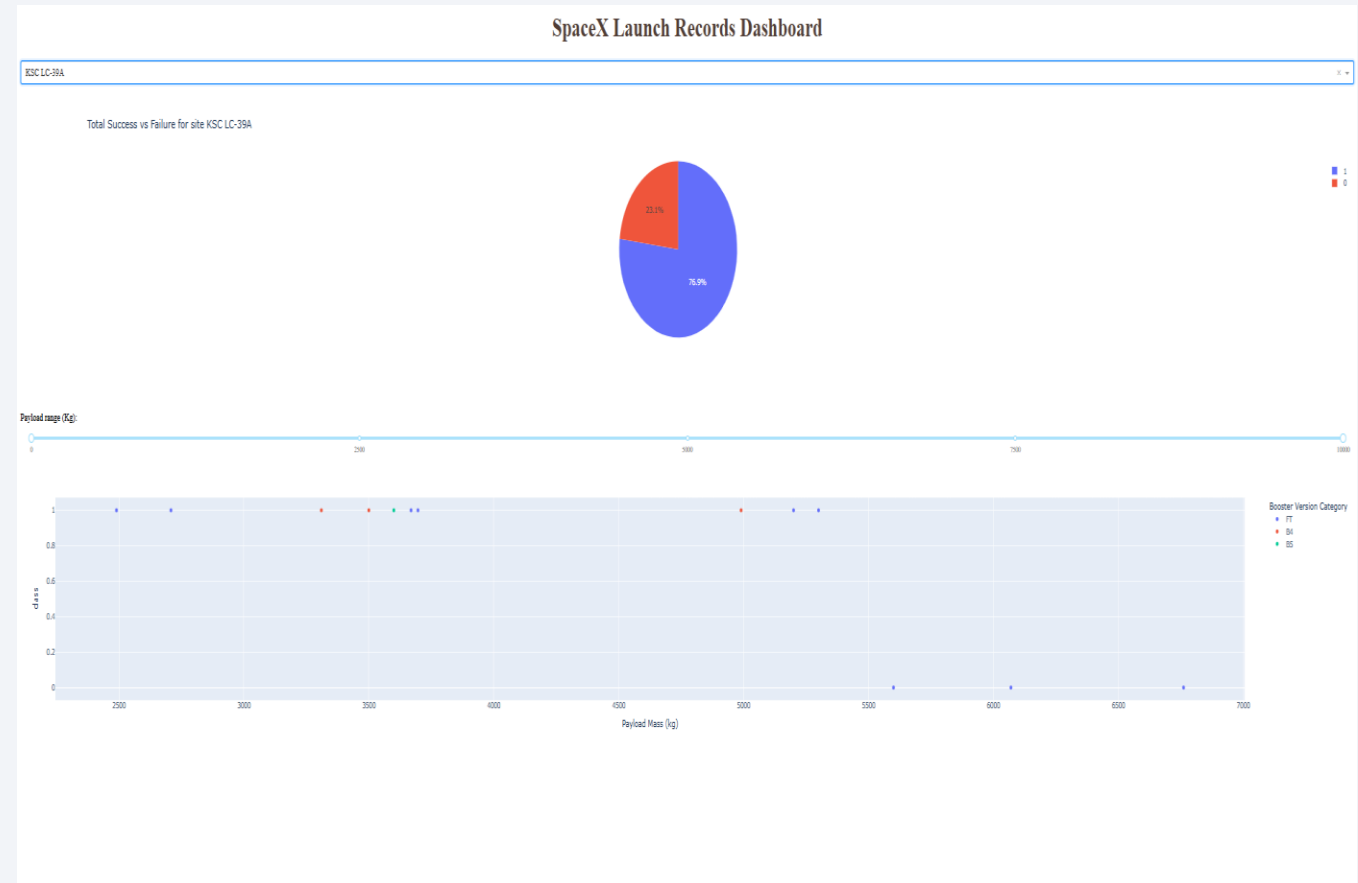 SpaceX Launch Records Dashboard
KSC LC-39A
×
Total Success vs Failure for site KSC LC-39A
1
0
23.1%
76.9%
Payload range (Kg):
0 2500 5000 7500 10000
Booster Version Category
FT
B4
B5
class
1
0.8
0.6
0.4
0.2
0
2500 3000 3500 4000 4500 5000 5500 6000 6500 7000
Payload Mass (kg)